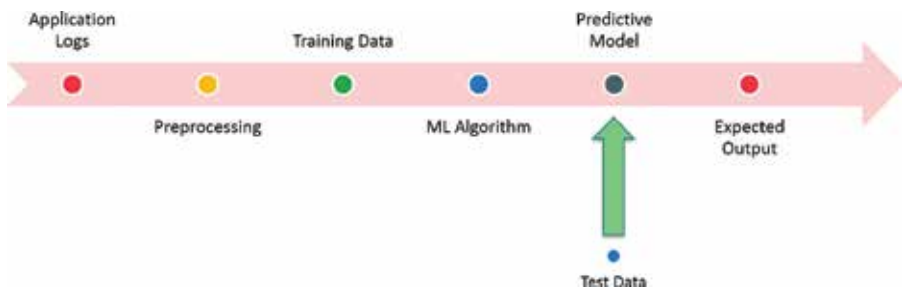 Application
Logs
Preprocessing
Training Data
ML Algorithm
Predictive
Model
Expected
Output
Test Data